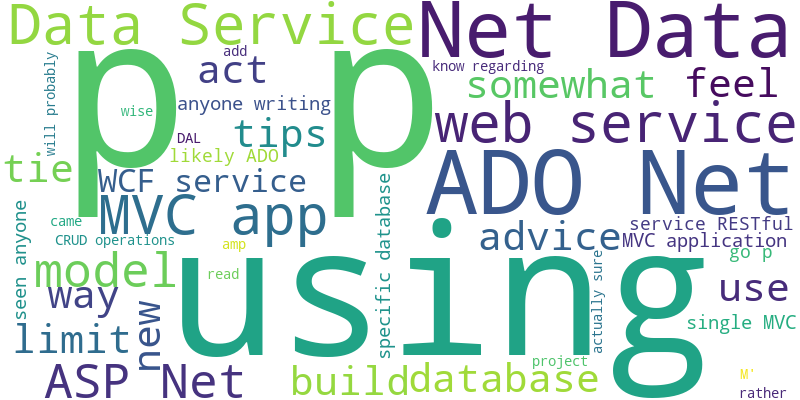 Data Service
Net Data
p p
add
act
know regarding
somewhat
feel
will probably
wise
anyone writing
DAL
tips
web service
likely ADO
tie
WCF service
ADO Net
MVC app
came
CRUD operations
amp
seen anyone
specific database
advice
service RESTful
MVC application
go p
actually sure
model
read
using
way
new
use
limit
single MVC
project
ASP Net
build
database
M'
rather